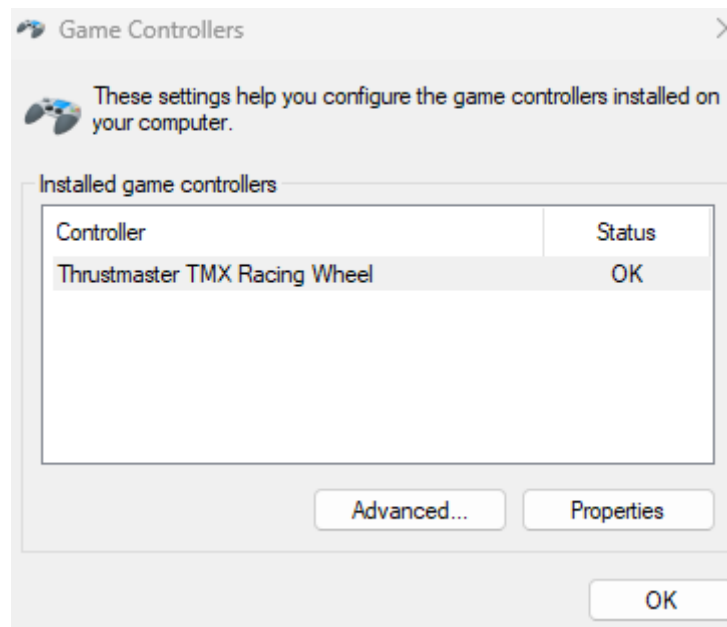 Game Controllers
These settings help you configure the game controllers installed on
your computer.
Installed game controllers
Controller Status
Thrustmaster TMX Racing Wheel OK
Advanced... Properties
OK